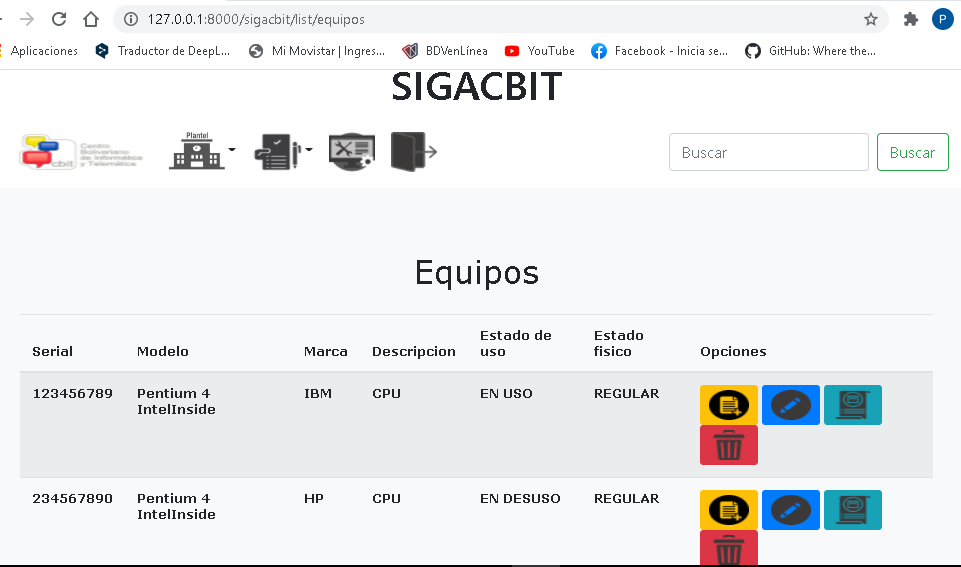 127.0.0.1:8000/sigacbit/list/equipos
P
Aplicaciones
Traductor de DeepL...
Mi Movistar | Ingres...
BDVenLínea
YouTube
Facebook - Inicia se...
GitHub: Where the...
SIGACBIT
cbit
Centro
Bolivariano
de Informática
y Telemática
Plantel
Buscar
Buscar
Equipos
Serial
Modelo
Marca
Descripcion
Estado de
uso
Estado
fisico
Opciones
123456789
Pentium 4
IntelInside
IBM
CPU
EN USO
REGULAR
234567890
Pentium 4
IntelInside
HP
CPU
EN DESUSO
REGULAR